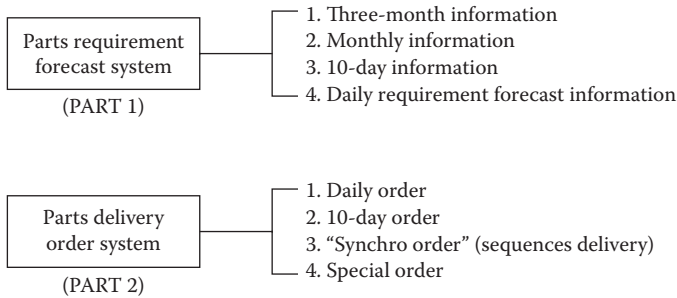 Parts requirement
forecast system
(PART 1)
1. Three-month information
2. Monthly information
3. 10-day information
4. Daily requirement forecast information
Parts delivery
order system
(PART 2)
1. Daily order
2. 10-day order
3. “Synchro order” (sequences delivery)
4. Special order